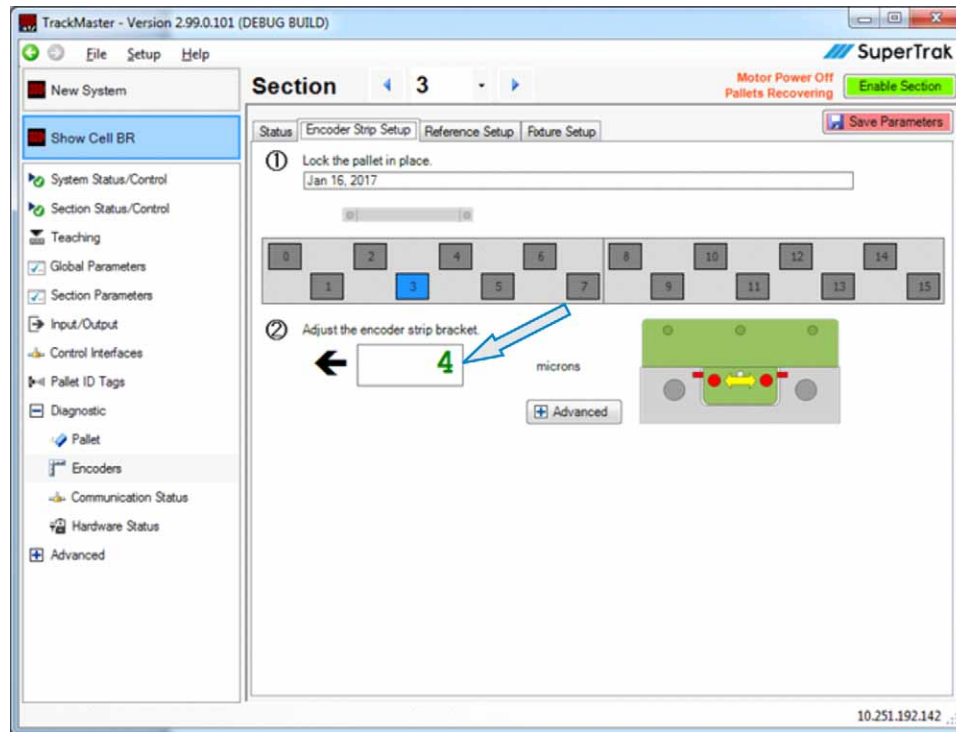 TrackMaster - Version 2.99.0.101 (DEBUG BUILD)
File Setup Help
SuperTrak
New System
Section 3
Motor Power Off
Pallets Recovering
Enable Section
Show Cell BR
Save Parameters
Status Encoder Strip Setup Reference Setup Fixture Setup
1 Lock the pallet in place.
Jan 16, 2017
System Status/Control
Section Status/Control
Teaching
Global Parameters
Section Parameters
Input/Output
Control Interfaces
Pallet ID Tags
Diagnostic
Pallet
Encoders
Communication Status
Hardware Status
Advanced
0 2 4 6 8 10 12 14
1 3 5 7 9 11 13 15
2 Adjust the encoder strip bracket.
4 microns
Advanced
10.251.192.142